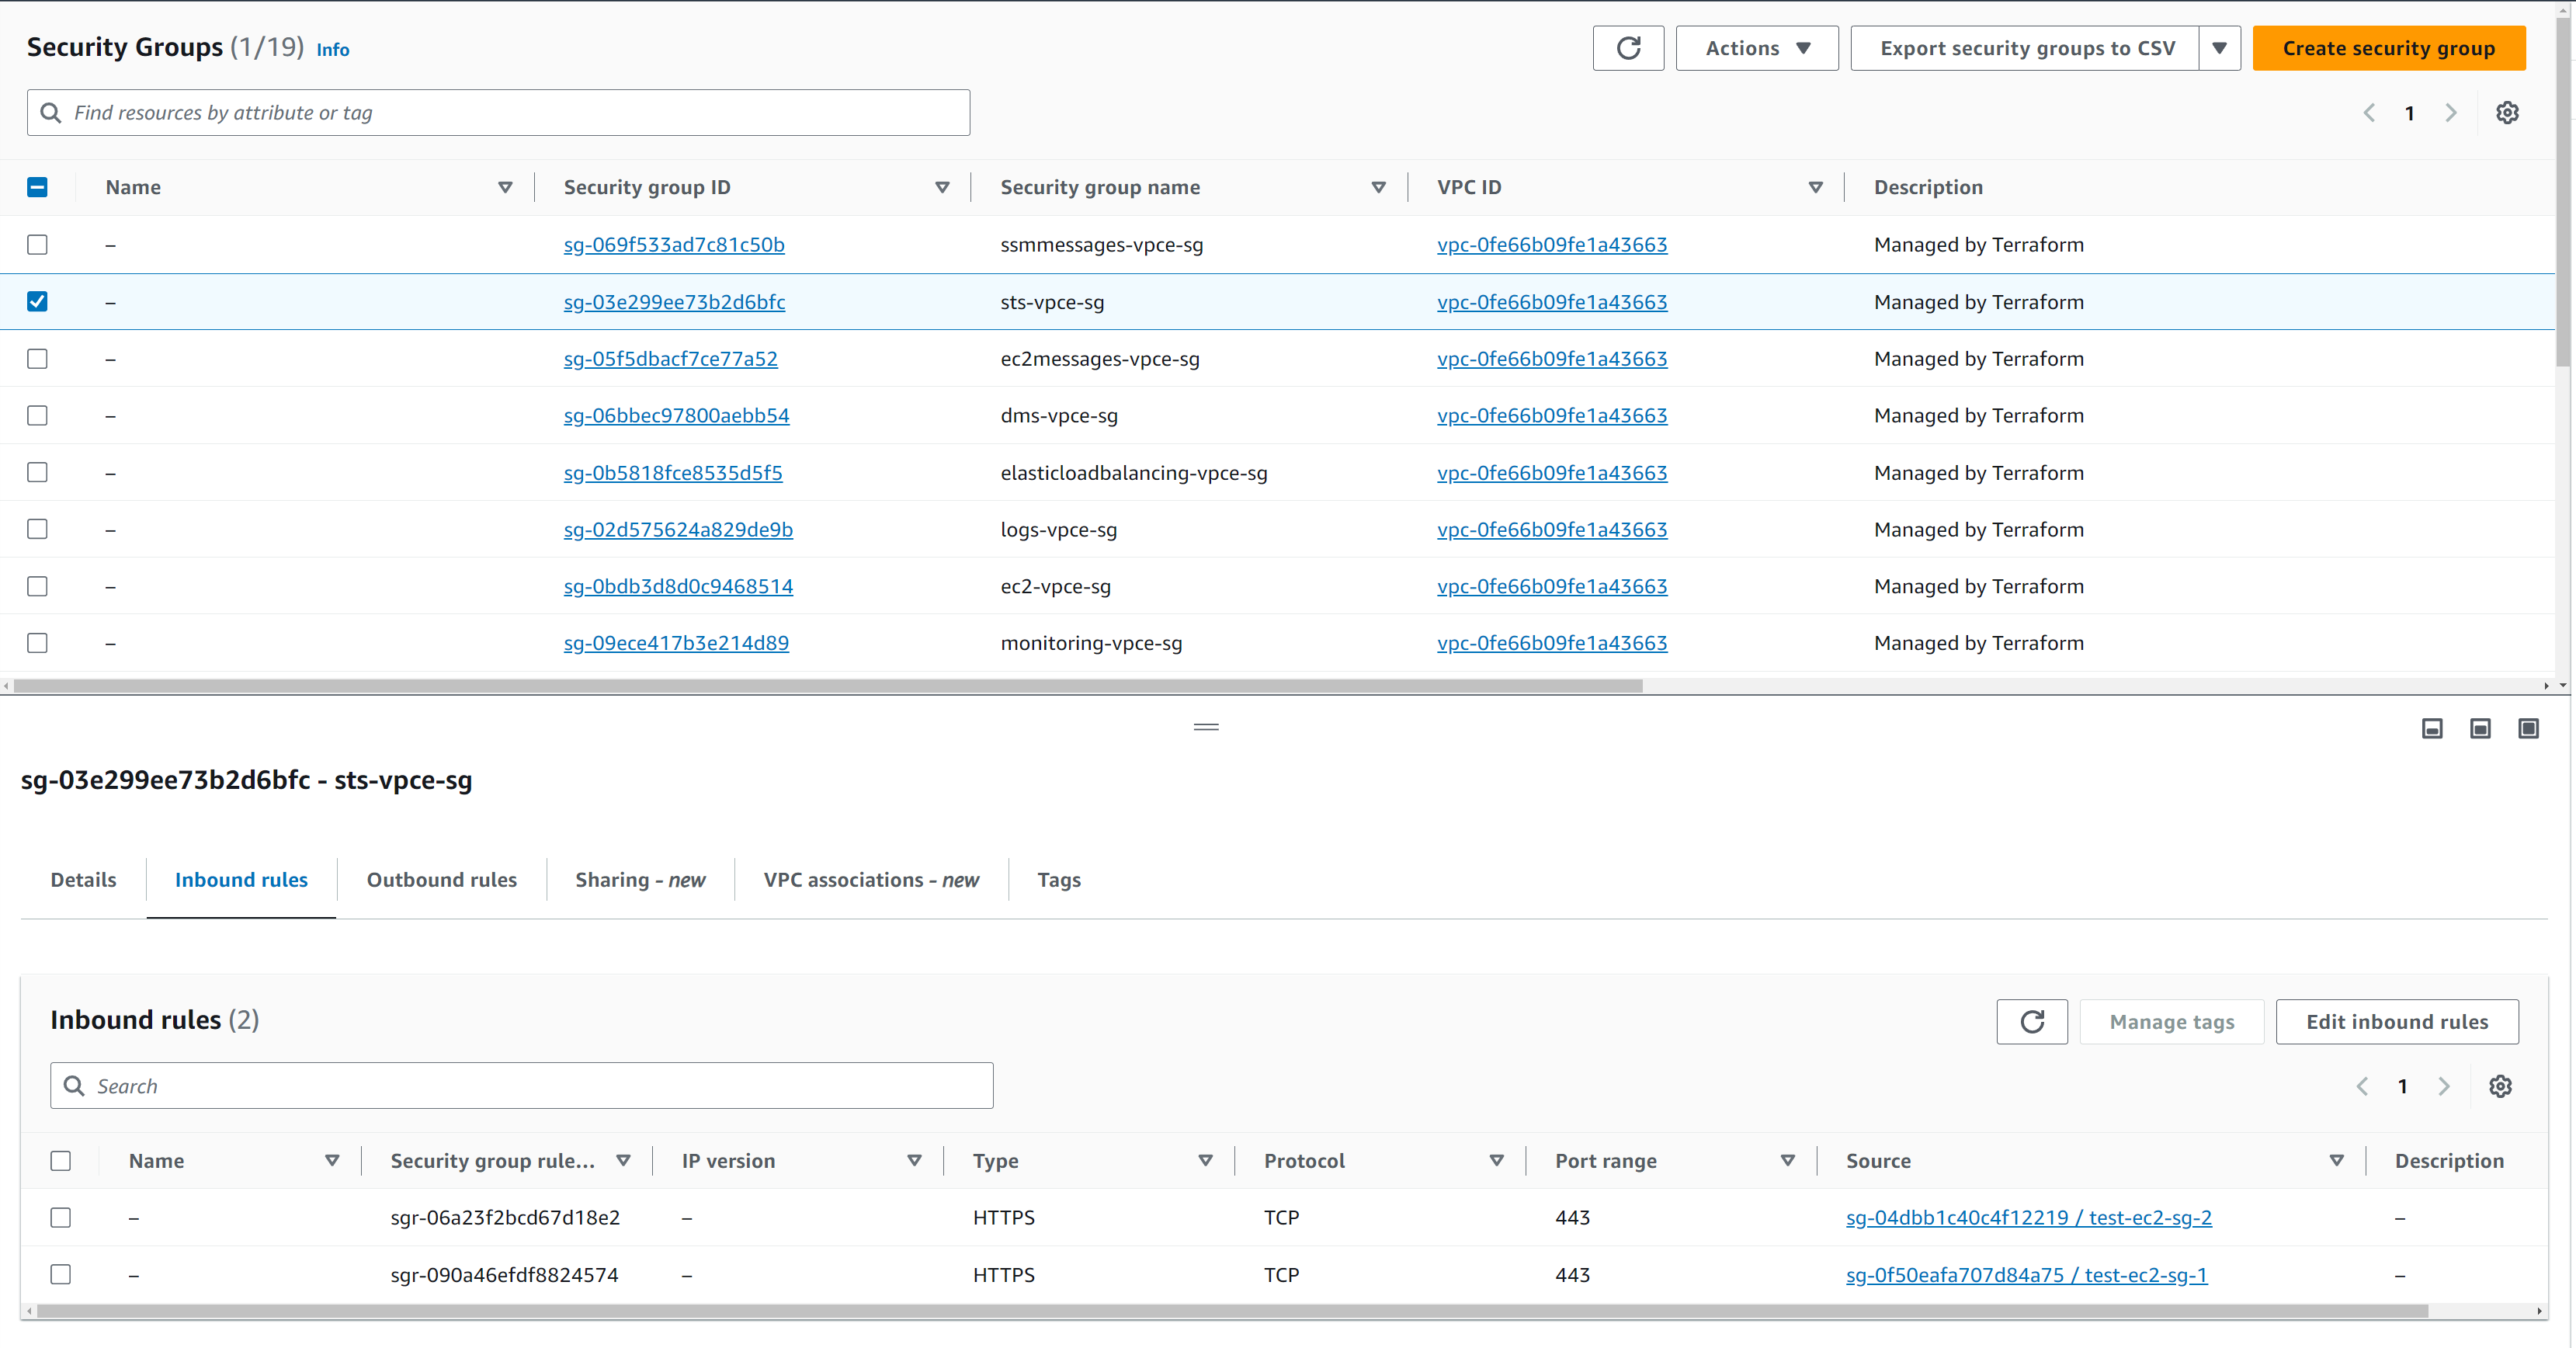 Security Groups (1/19) Info
Actions
Export security groups to CSV
Create security group
Find resources by attribute or tag
1
Name Security group ID Security group name VPC ID Description
– sg-069f533ad7c81c50b ssmmessages-vpce-sg vpc-0fe66b09fe1a43663 Managed by Terraform
– sg-03e299ee73b2d6bfc sts-vpce-sg vpc-0fe66b09fe1a43663 Managed by Terraform
– sg-05f5dbacf7ce77a52 ec2messages-vpce-sg vpc-0fe66b09fe1a43663 Managed by Terraform
– sg-06bbec97800aebb54 dms-vpce-sg vpc-0fe66b09fe1a43663 Managed by Terraform
– sg-0b5818fce8535d5f5 elasticloadbalancing-vpce-sg vpc-0fe66b09fe1a43663 Managed by Terraform
– sg-02d575624a829de9b logs-vpce-sg vpc-0fe66b09fe1a43663 Managed by Terraform
– sg-0bdb3d8d0c9468514 ec2-vpce-sg vpc-0fe66b09fe1a43663 Managed by Terraform
– sg-09ece417b3e214d89 monitoring-vpce-sg vpc-0fe66b09fe1a43663 Managed by Terraform
sg-03e299ee73b2d6bfc - sts-vpce-sg
Details Inbound rules Outbound rules Sharing - new VPC associations - new Tags
Inbound rules (2)
Manage tags
Edit inbound rules
Search
1
Name Security group rule... IP version Type Protocol Port range Source Description
– sgr-06a23f2bcd67d18e2 – HTTPS TCP 443 sg-04dbb1c40c4f12219 / test-ec2-sg-2 –
– sgr-090a46efdf8824574 – HTTPS TCP 443 sg-0f50eafa707d84a75 / test-ec2-sg-1 –